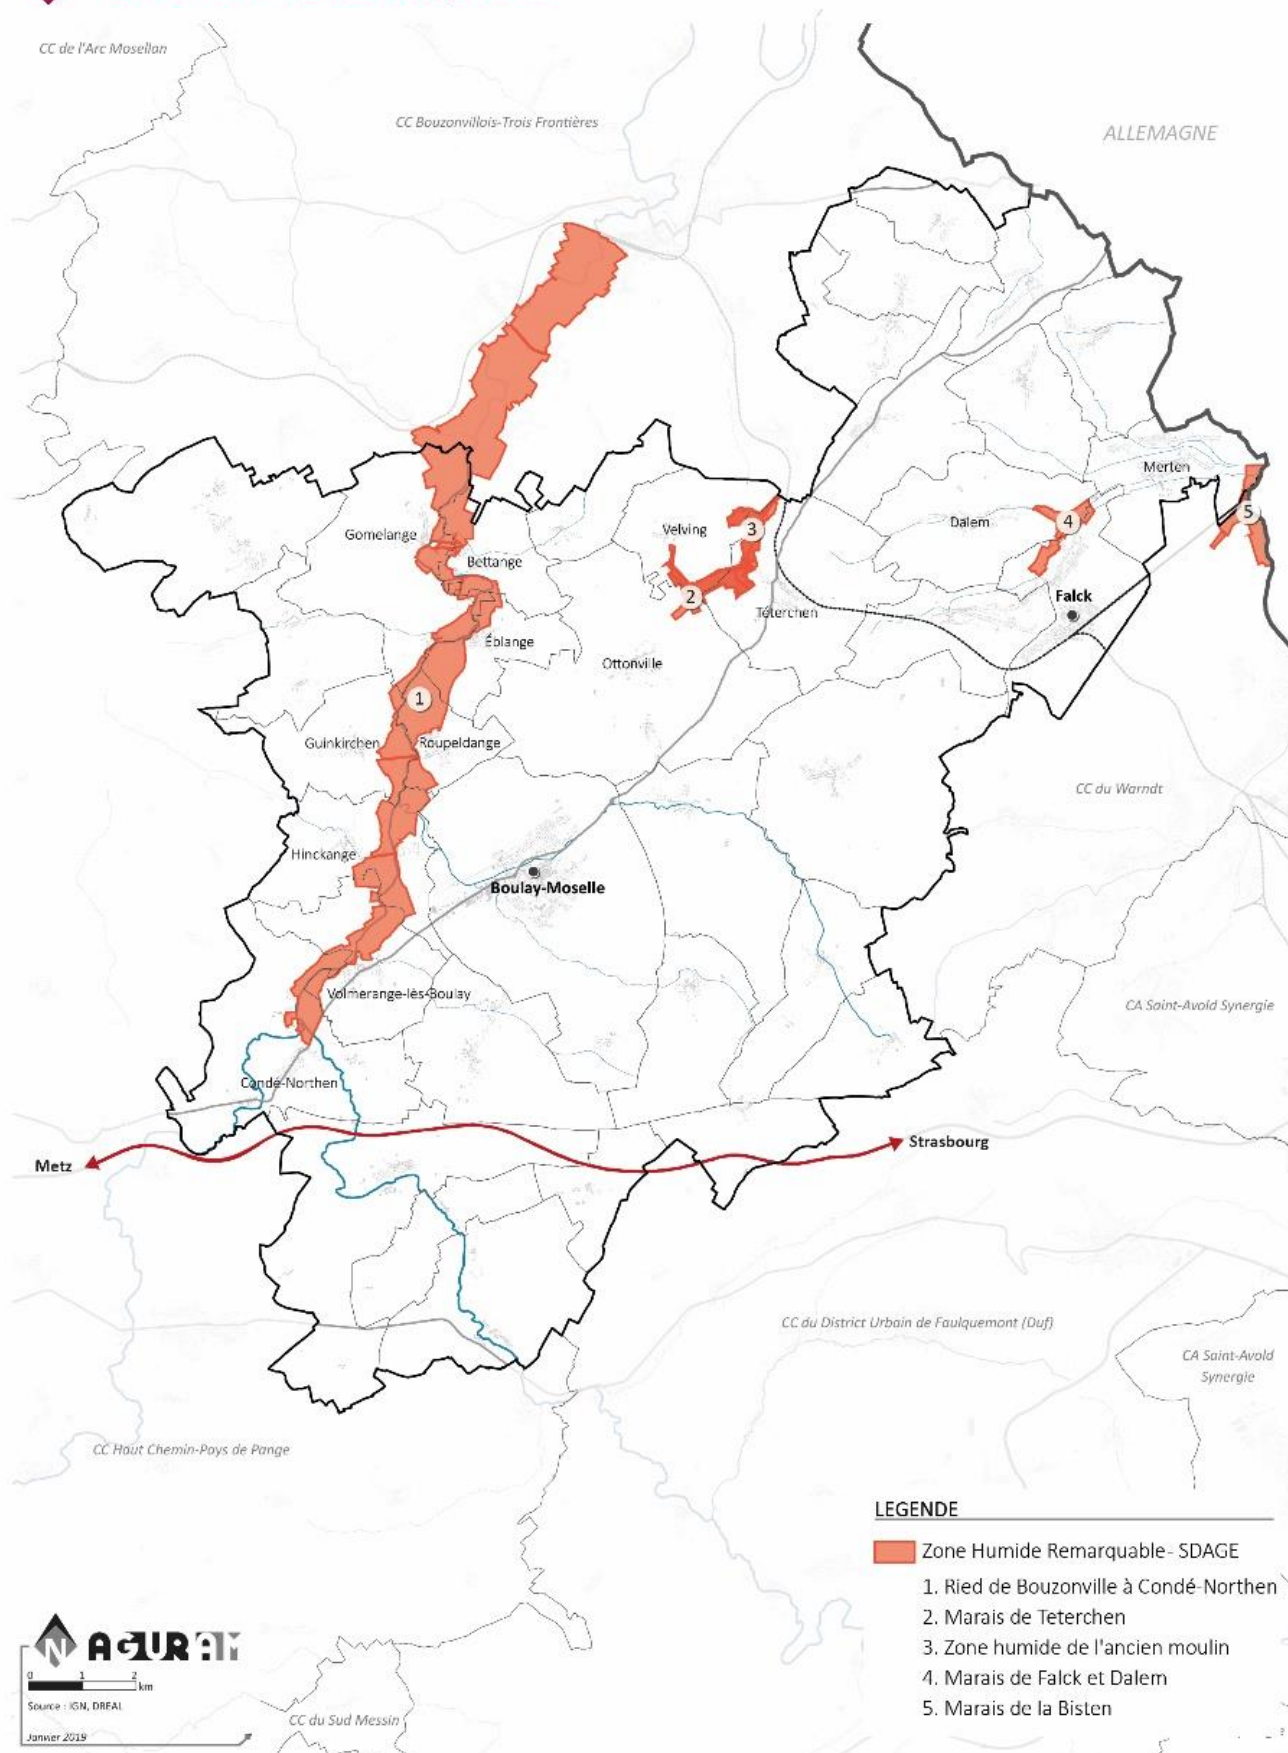 CC de l'Arc Mosellan
CC Bouzonvillois-Trois Frontières
ALLEMAGNE
Merten
Gomelange
Velving
3
Dalem
4
5
Bettange
2
Falck
Téterchen
Éblange
Ottonville
1
Guinkirchen
Roupeldange
CC du Warndt
Hinckange
Boulay-Moselle
Volmerange-lès-Boulay
CA Saint-Avold Synergie
Condé-Northen
Metz
Strasbourg
CC du District Urbain de Faulquemont (Duf)
CA Saint-Avold
Synergie
CC Haut Chemin-Pays de Pange
LEGENDE
Zone Humide Remarquable- SDAGE
1. Ried de Bouzonville à Condé-Northen
2. Marais de Teterchen
3. Zone humide de l'ancien moulin
4. Marais de Falck et Dalem
5. Marais de la Bisten
N AGURAM
0 1 2
km
Source : IGN, DREAL
Janvier 2019
CC du Sud Messin